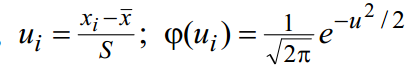 , u_i = (x_i − x̄)/S; φ(u_i) = (1/√(2π)) e^(−u²/2)